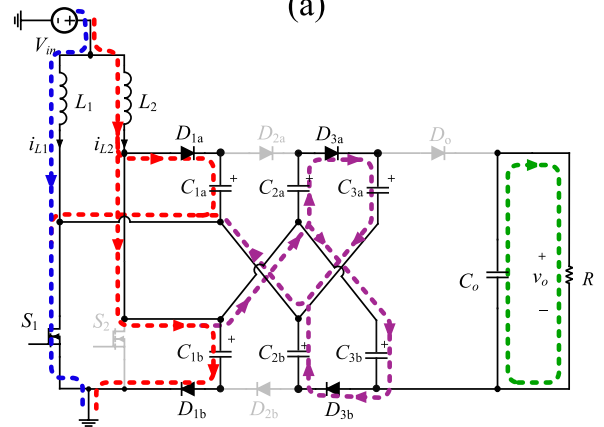 (a)
V_in
L_1
L_2
i_L1
i_L2
D_1a
D_2a
D_3a
D_o
C_1a
+
C_2a
+
C_3a
+
C_o
+
v_o
−
R
S_1
S_2
C_1b
+
C_2b
+
C_3b
+
D_1b
D_2b
D_3b